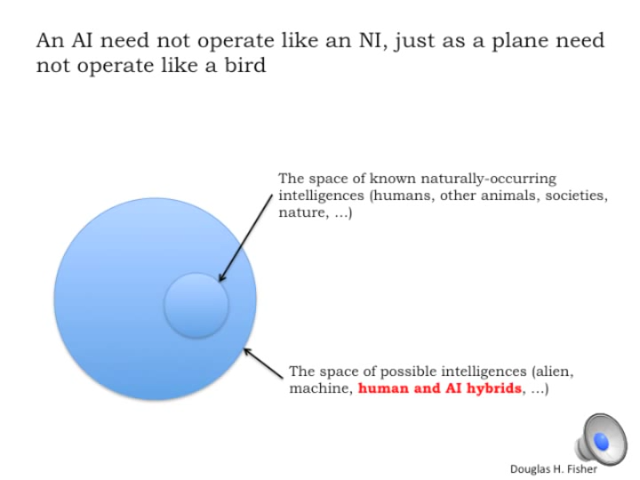 An AI need not operate like an NI, just as a plane need
not operate like a bird
The space of known naturally-occurring
intelligences (humans, other animals, societies,
nature, ...)
The space of possible intelligences (alien,
machine, human and AI hybrids, ...)
Douglas H. Fisher